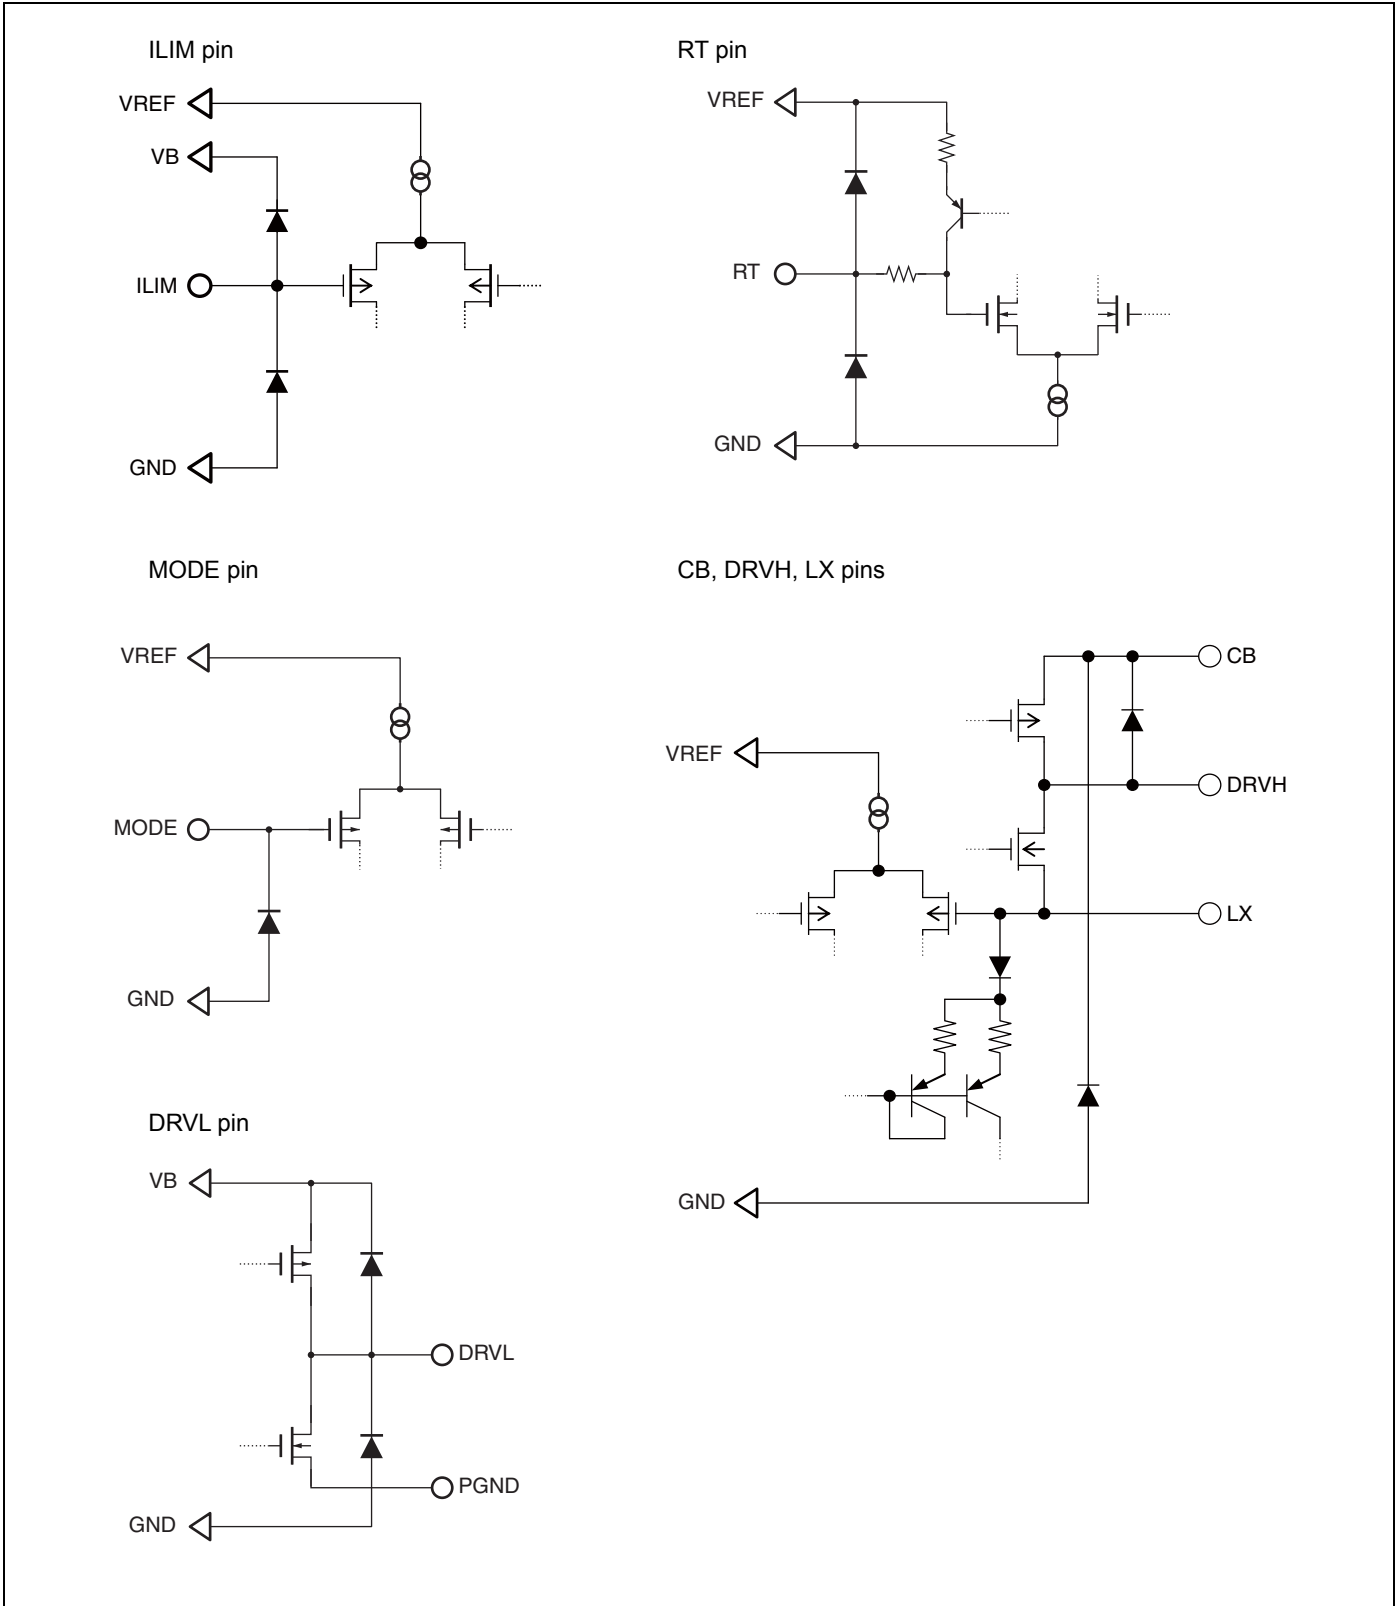 ILIM pin
VREF
VB
ILIM
GND
RT pin
VREF
RT
GND
MODE pin
VREF
MODE
GND
CB, DRVH, LX pins
CB
VREF
DRVH
LX
GND
DRVL pin
VB
DRVL
PGND
GND